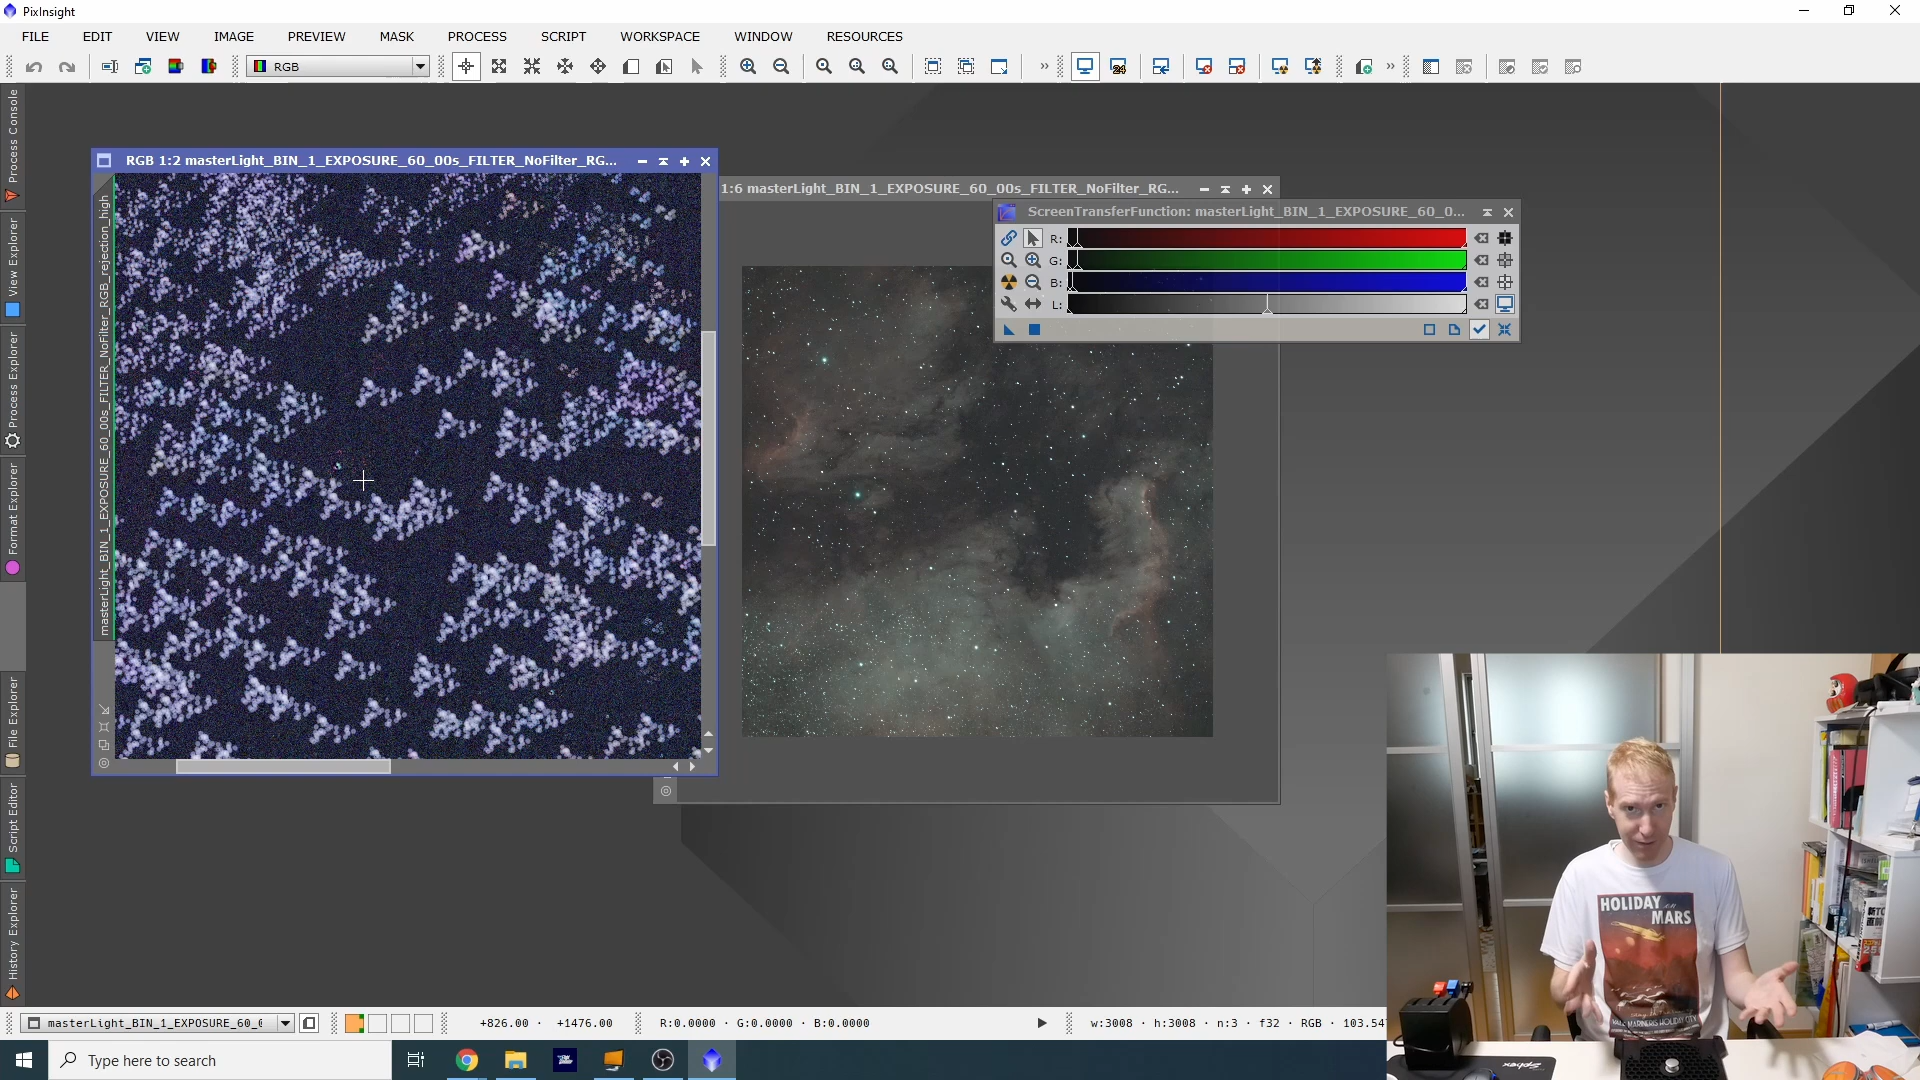 PixInsight
FILE EDIT VIEW IMAGE PREVIEW MASK PROCESS SCRIPT WORKSPACE WINDOW RESOURCES
RGB
24
Process Console
View Explorer
Process Explorer
Format Explorer
File Explorer
Script Editor
History Explorer
RGB 1:2 masterLight_BIN_1_EXPOSURE_60_00s_FILTER_NoFilter_RG...
masterLight_BIN_1_EXPOSURE_60_00s_FILTER_NoFilter_RGB_rejection_high
1:6 masterLight_BIN_1_EXPOSURE_60_00s_FILTER_NoFilter_RG...
ScreenTransferFunction: masterLight_BIN_1_EXPOSURE_60_0...
R:
G:
B:
L:
HOLIDAY on
MARS
masterLight_BIN_1_EXPOSURE_60_0
+826.00 · +1476.00
R:0.0000 · G:0.0000 · B:0.0000
w:3008 · h:3008 · n:3 · f32 · RGB · 103.54
Type here to search